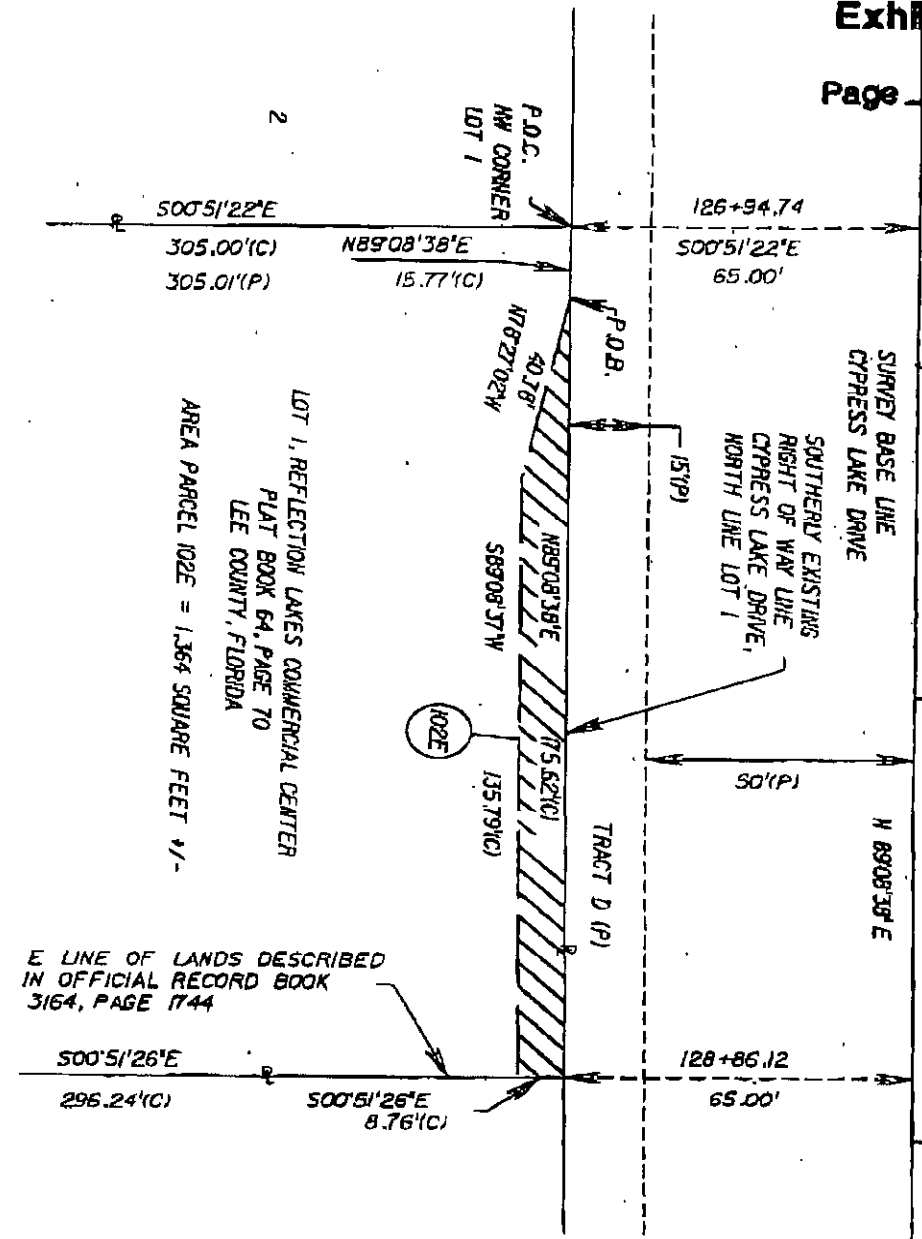 Exhi
Page
2
P.O.C.
NW CORNER
LOT 1
S00°51'22"E
305.00'(C)
305.01'(P)
N89°08'38"E
15.77'(C)
126+94.74
S00°51'22"E
65.00'
P.O.B.
N78°27'02"W
40.78'
15'(P)
SURVEY BASE LINE
CYPRESS LAKE DRIVE
SOUTHERLY EXISTING
RIGHT OF WAY LINE
CYPRESS LAKE DRIVE,
NORTH LINE LOT 1
N89°08'38"E
175.62'(C)
S89°08'37"W
135.79'(C)
102E
50'(P)
N 89°08'38" E
TRACT D (P)
LOT 1, REFLECTION LAKES COMMERCIAL CENTER
PLAT BOOK 64, PAGE 70
LEE COUNTY, FLORIDA
AREA PARCEL 102E = 1,364 SQUARE FEET +/-
E LINE OF LANDS DESCRIBED
IN OFFICIAL RECORD BOOK
3164, PAGE 1744
S00°51'26"E
296.24'(C)
S00°51'26"E
8.76'(C)
128+86.12
65.00'